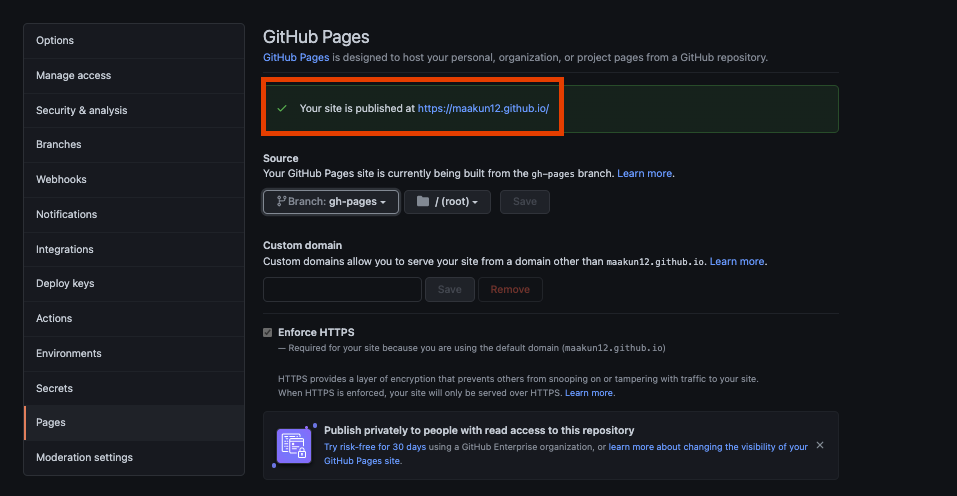 Options
Manage access
Security & analysis
Branches
Webhooks
Notifications
Integrations
Deploy keys
Actions
Environments
Secrets
Pages
Moderation settings
GitHub Pages
GitHub Pages is designed to host your personal, organization, or project pages from a GitHub repository.
Your site is published at https://maakun12.github.io/
Source
Your GitHub Pages site is currently being built from the gh-pages branch. Learn more.
Branch: gh-pages / (root) Save
Custom domain
Custom domains allow you to serve your site from a domain other than maakun12.github.io. Learn more.
Save Remove
Enforce HTTPS
— Required for your site because you are using the default domain (maakun12.github.io)
HTTPS provides a layer of encryption that prevents others from snooping on or tampering with traffic to your site.
When HTTPS is enforced, your site will only be served over HTTPS. Learn more.
Publish privately to people with read access to this repository
Try risk-free for 30 days using a GitHub Enterprise organization, or learn more about changing the visibility of your
GitHub Pages site.